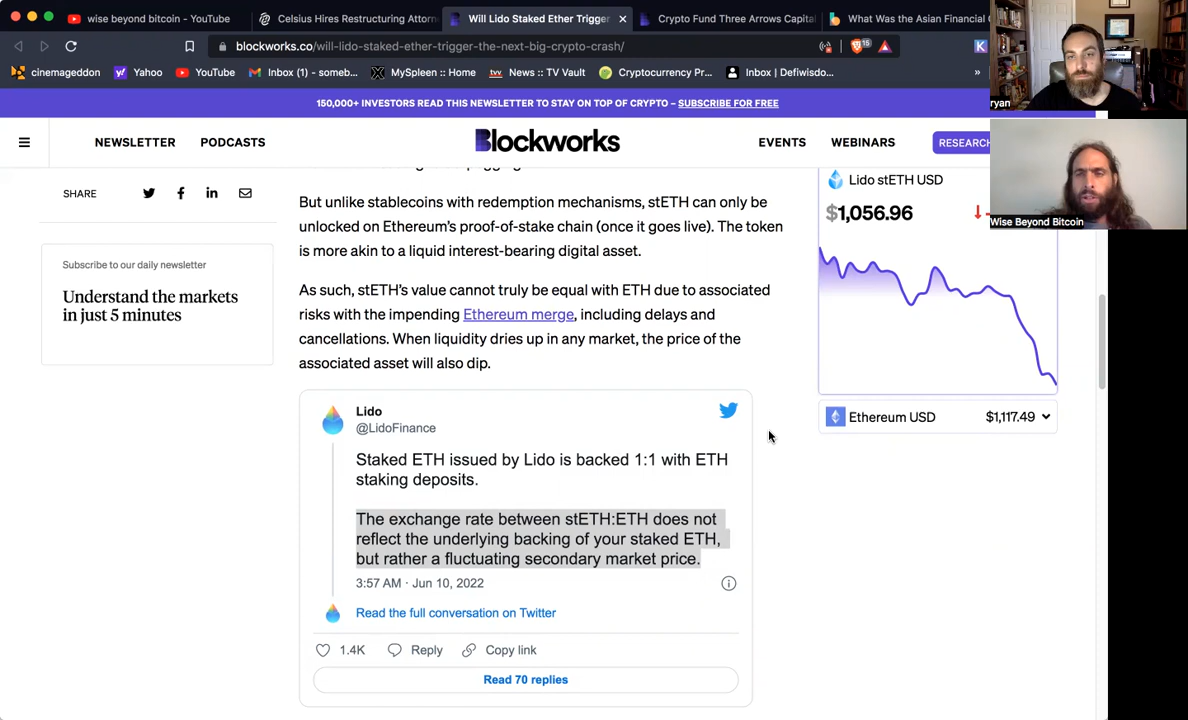 wise beyond bitcoin - YouTube
Celsius Hires Restructuring Attorn
Will Lido Staked Ether Trigger
Crypto Fund Three Arrows Capita
What Was the Asian Financial C
blockworks.co/will-lido-staked-ether-trigger-the-next-big-crypto-crash/
15
K
cinemageddon
Yahoo
YouTube
Inbox (1) - someb...
MySpleen :: Home
News :: TV Vault
Cryptocurrency Pr...
Inbox | Defiwisdo...
»
ryan
150,000+ INVESTORS READ THIS NEWSLETTER TO STAY ON TOP OF CRYPTO – SUBSCRIBE FOR FREE
NEWSLETTER
PODCASTS
Blockworks
EVENTS
WEBINARS
RESEARCH
SHARE
Lido stETH USD
$1,056.96
Wise Beyond Bitcoin
But unlike stablecoins with redemption mechanisms, stETH can only be
unlocked on Ethereum's proof-of-stake chain (once it goes live). The token
is more akin to a liquid interest-bearing digital asset.
Subscribe to our daily newsletter
Understand the markets
in just 5 minutes
As such, stETH's value cannot truly be equal with ETH due to associated
risks with the impending Ethereum merge, including delays and
cancellations. When liquidity dries up in any market, the price of the
associated asset will also dip.
Ethereum USD
$1,117.49
Lido
@LidoFinance
Staked ETH issued by Lido is backed 1:1 with ETH
staking deposits.
The exchange rate between stETH:ETH does not
reflect the underlying backing of your staked ETH,
but rather a fluctuating secondary market price.
3:57 AM · Jun 10, 2022
Read the full conversation on Twitter
1.4K
Reply
Copy link
Read 70 replies